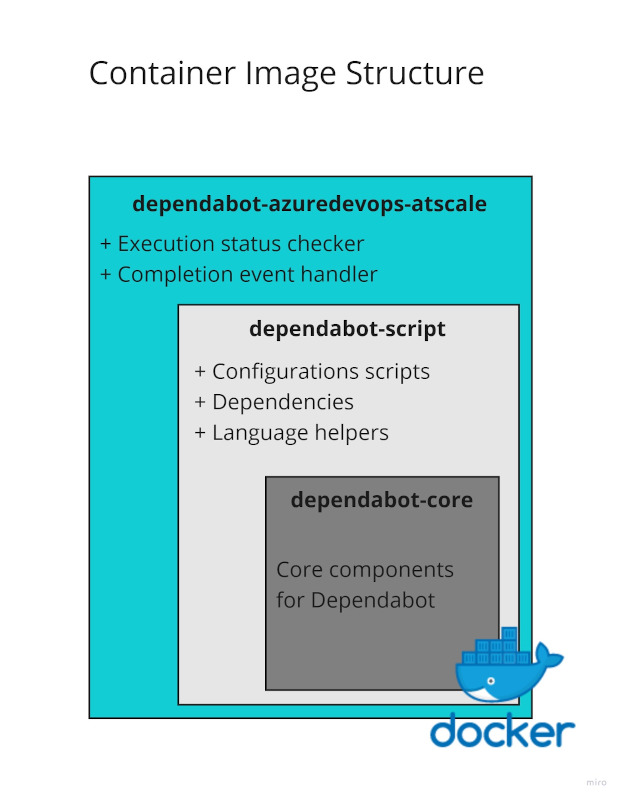 Container Image Structure
dependabot-azuredevops-atscale
+ Execution status checker
+ Completion event handler
dependabot-script
+ Configurations scripts
+ Dependencies
+ Language helpers
dependabot-core
Core components
for Dependabot
docker
miro